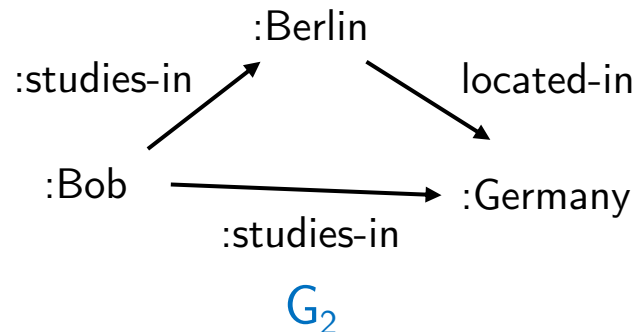 :Berlin
:studies-in
located-in
:Bob
:Germany
:studies-in
G₂